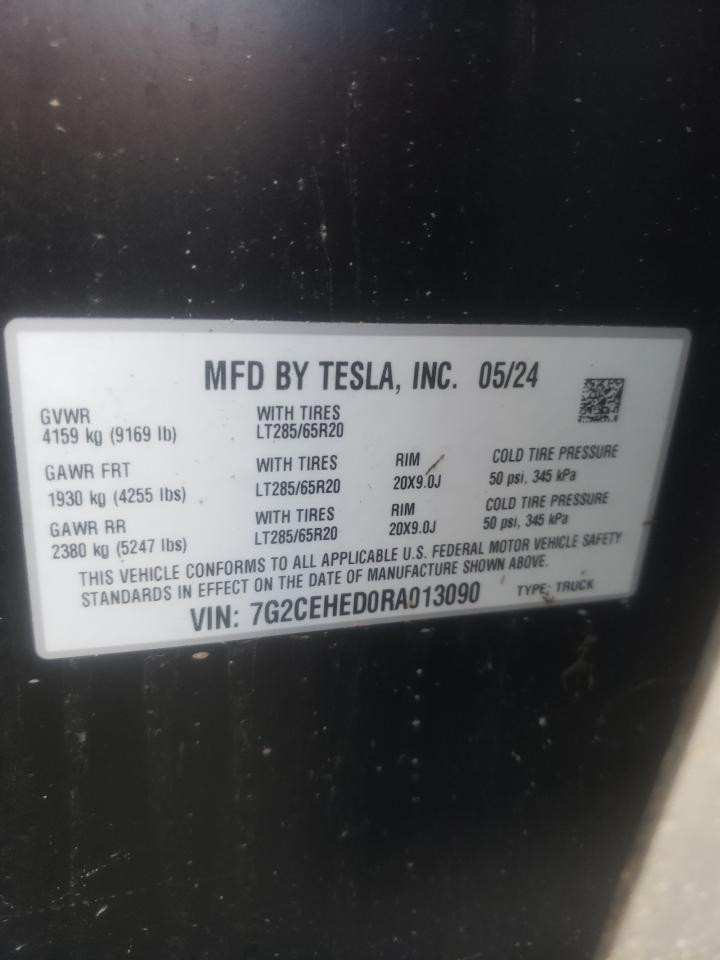 MFD BY TESLA, INC. 05/24
GVWR WITH TIRES
4159 kg (9169 lb) LT285/65R20
GAWR FRT WITH TIRES RIM COLD TIRE PRESSURE
1930 kg (4255 lbs) LT285/65R20 20X9.0J 50 psi, 345 kPa
GAWR RR WITH TIRES RIM COLD TIRE PRESSURE
2380 kg (5247 lbs) LT285/65R20 20X9.0J 50 psi, 345 kPa
THIS VEHICLE CONFORMS TO ALL APPLICABLE U.S. FEDERAL MOTOR VEHICLE SAFETY
STANDARDS IN EFFECT ON THE DATE OF MANUFACTURE SHOWN ABOVE.
VIN: 7G2CEHED0RA013090 TYPE: TRUCK